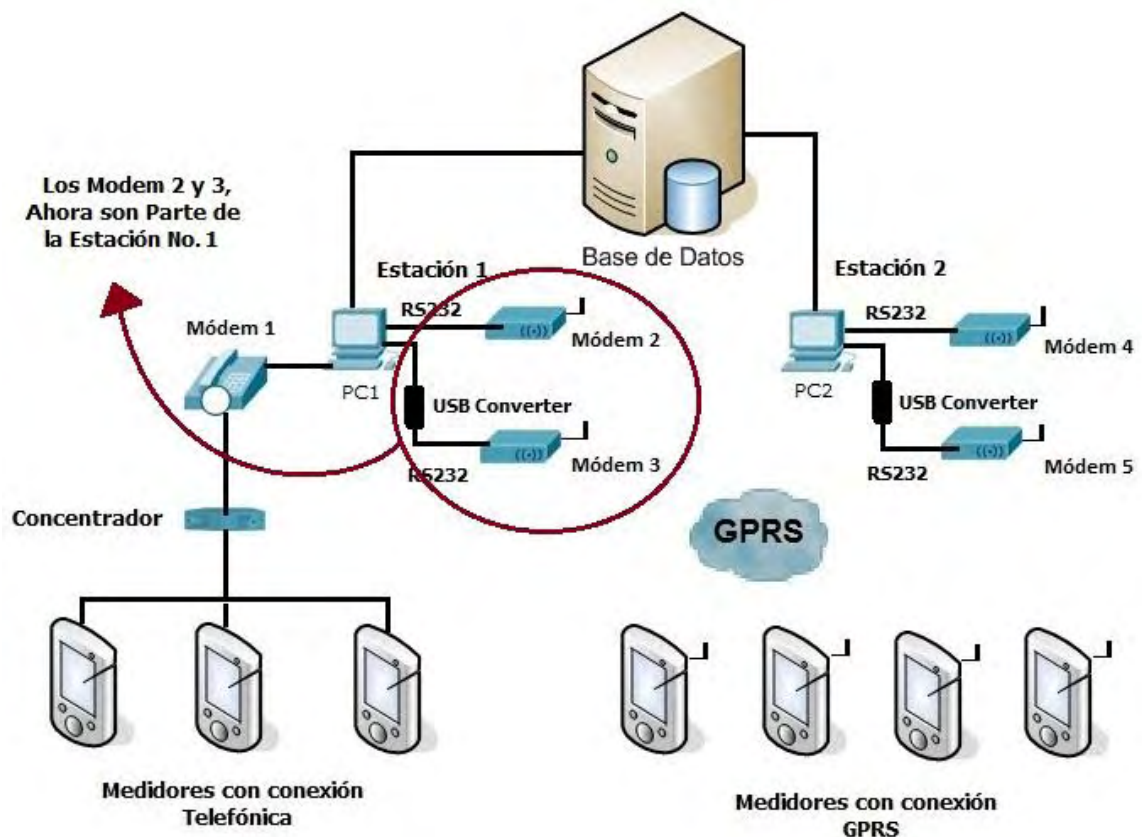 Los Modem 2 y 3,
Ahora son Parte de
la Estación No. 1
Base de Datos
Estación 1
Estación 2
RS232
RS232
Módem 1
Módem 2
Módem 4
PC1
PC2
USB Converter
USB Converter
Módem 3
Módem 5
RS232
RS232
Concentrador
GPRS
Medidores con conexión
Telefónica
Medidores con conexión
GPRS